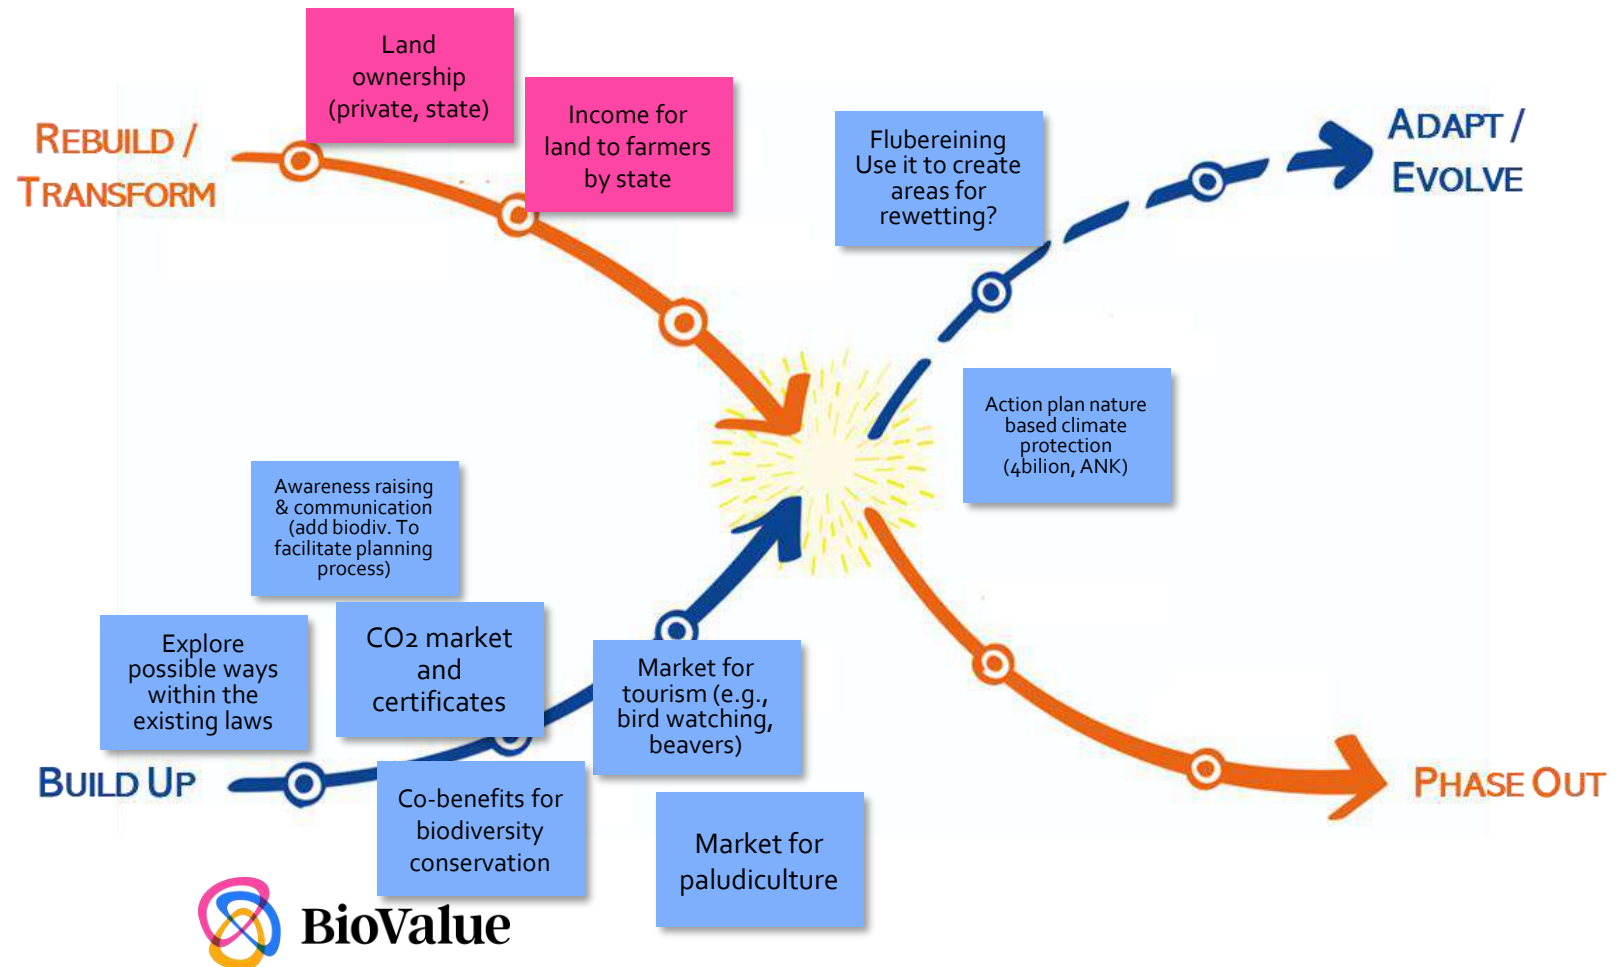 Land
ownership
(private, state)
Income for
land to farmers
by state
REBUILD /
TRANSFORM
Flubereining
Use it to create
areas for
rewetting?
ADAPT /
EVOLVE
Action plan nature
based climate
protection
(4bilion, ANK)
Awareness raising
& communication
(add biodiv. To
facilitate planning
process)
Explore
possible ways
within the
existing laws
CO2 market
and
certificates
Market for
tourism (e.g.,
bird watching,
beavers)
BUILD UP
Co-benefits for
biodiversity
conservation
Market for
paludiculture
PHASE OUT
BioValue